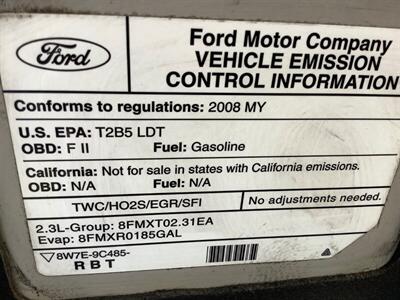 Ford
Ford Motor Company
VEHICLE EMISSION
CONTROL INFORMATION
Conforms to regulations: 2008 MY
U.S. EPA: T2B5 LDT
OBD: F II Fuel: Gasoline
California: Not for sale in states with California emissions.
OBD: N/A Fuel: N/A
TWC/HO2S/EGR/SFI No adjustments needed.
2.3L-Group: 8FMXT02.31EA
Evap: 8FMXR0185GAL
8W7E-9C485-
R B T